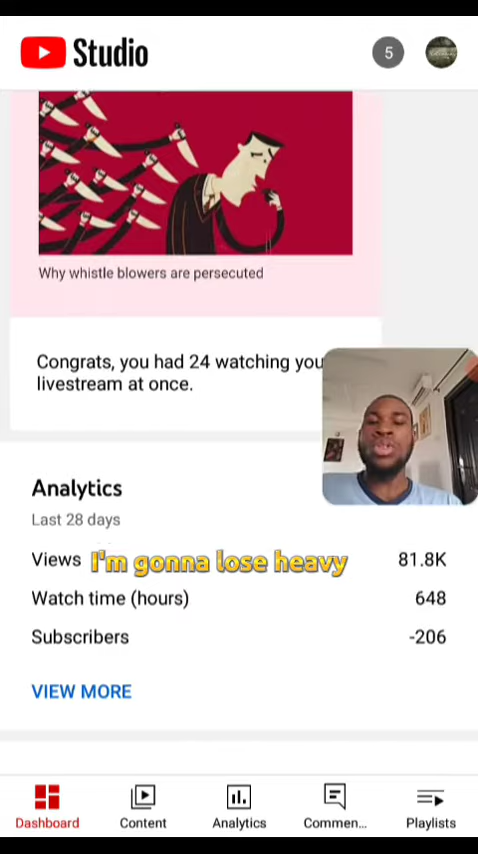 Studio
5
Why whistle blowers are persecuted
Congrats, you had 24 watching you
livestream at once.
Analytics
Last 28 days
Views I'm gonna lose heavy 81.8K
Watch time (hours) 648
Subscribers -206
VIEW MORE
Dashboard Content Analytics Commen... Playlists